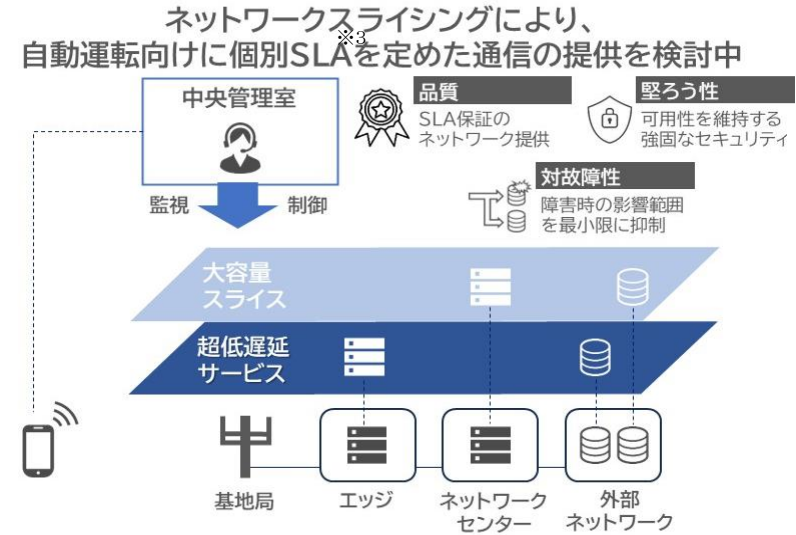 ネットワークスライシングにより、
※3
自動運転向けに個別SLAを定めた通信の提供を検討中
中央管理室
監視
制御
品質
SLA保証の
ネットワーク提供
堅ろう性
可用性を維持する
強固なセキュリティ
対故障性
障害時の影響範囲
を最小限に抑制
大容量
スライス
超低遅延
サービス
基地局
エッジ
ネットワーク
センター
外部
ネットワーク